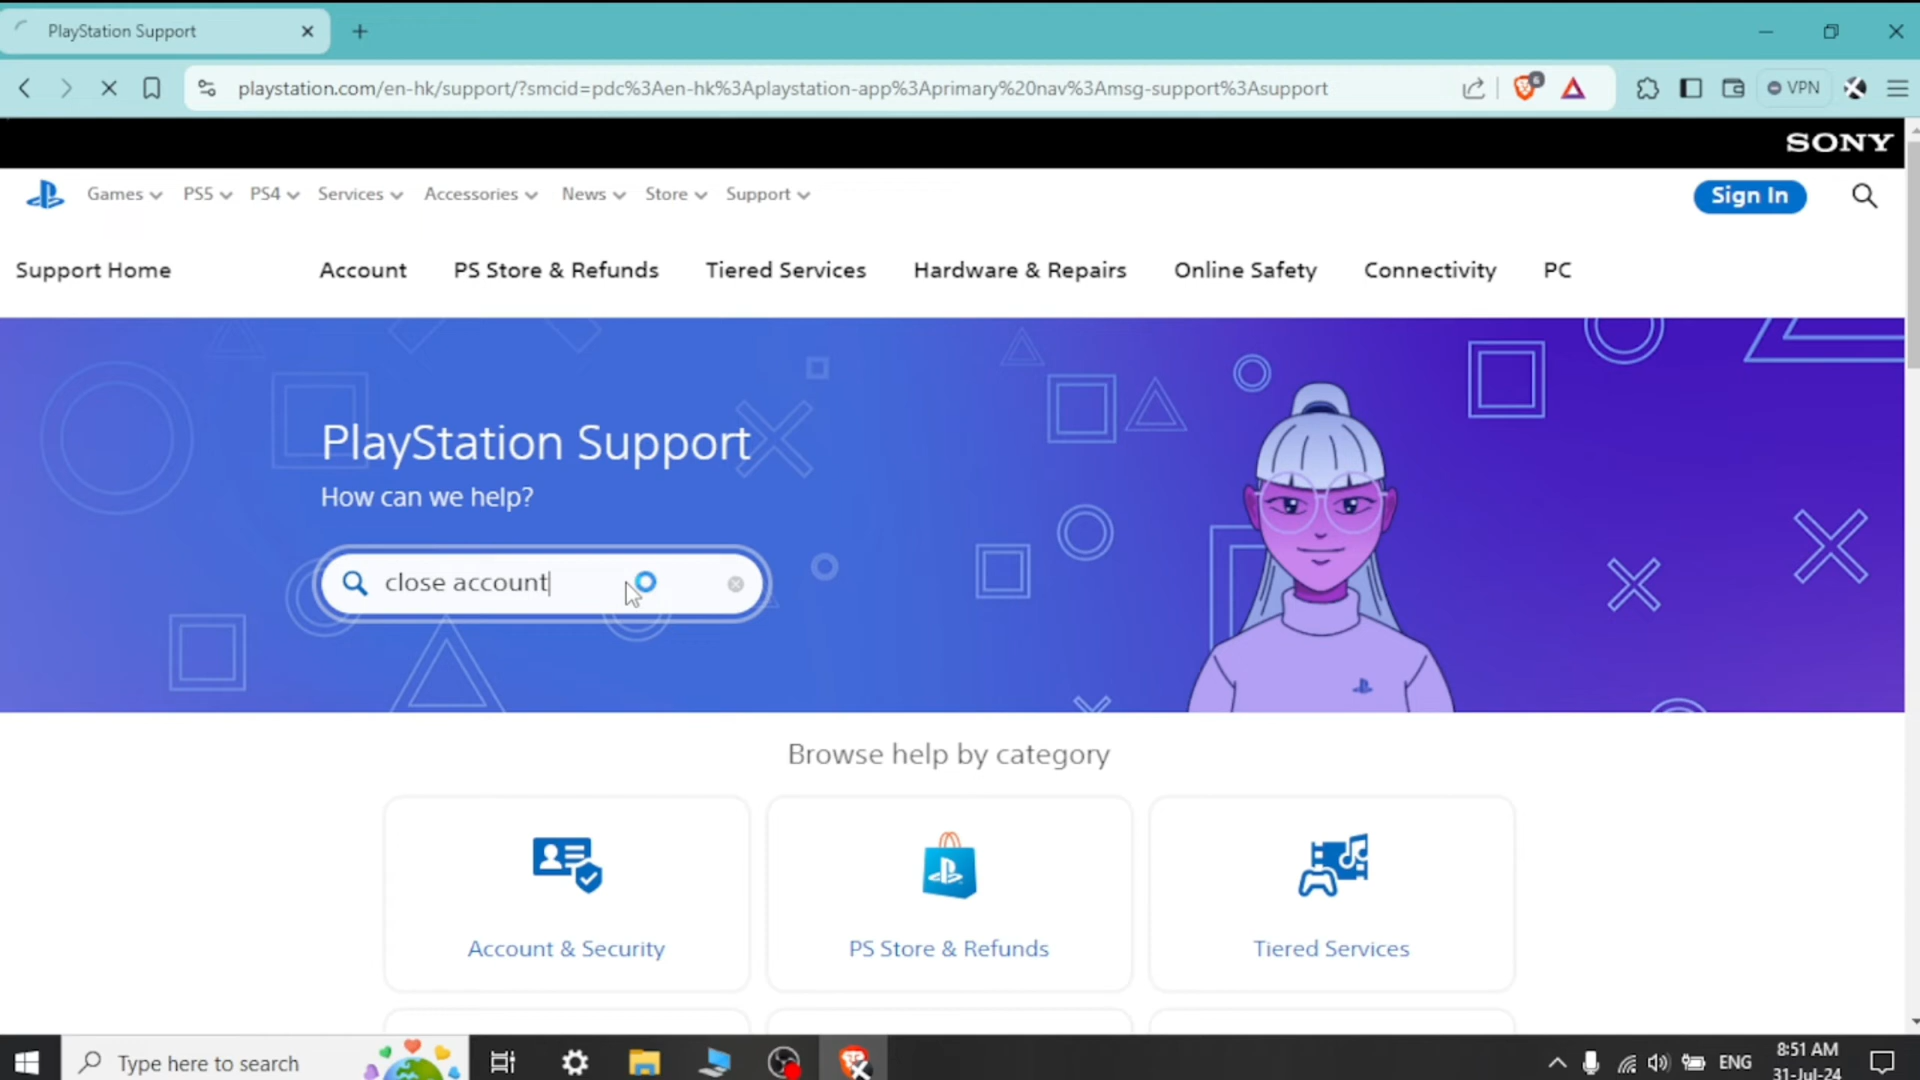 PlayStation Support
playstation.com/en-hk/support/?smcid=pdc%3Aen-hk%3Aplaystation-app%3Aprimary%20nav%3Amsg-support%3Asupport
6
VPN
SONY
Games PS5 PS4 Services Accessories News Store Support
Sign In
Support Home Account PS Store & Refunds Tiered Services Hardware & Repairs Online Safety Connectivity PC
PlayStation Support
How can we help?
close account
Browse help by category
Account & Security PS Store & Refunds Tiered Services
Type here to search
ENG
8:51 AM
31-Jul-24